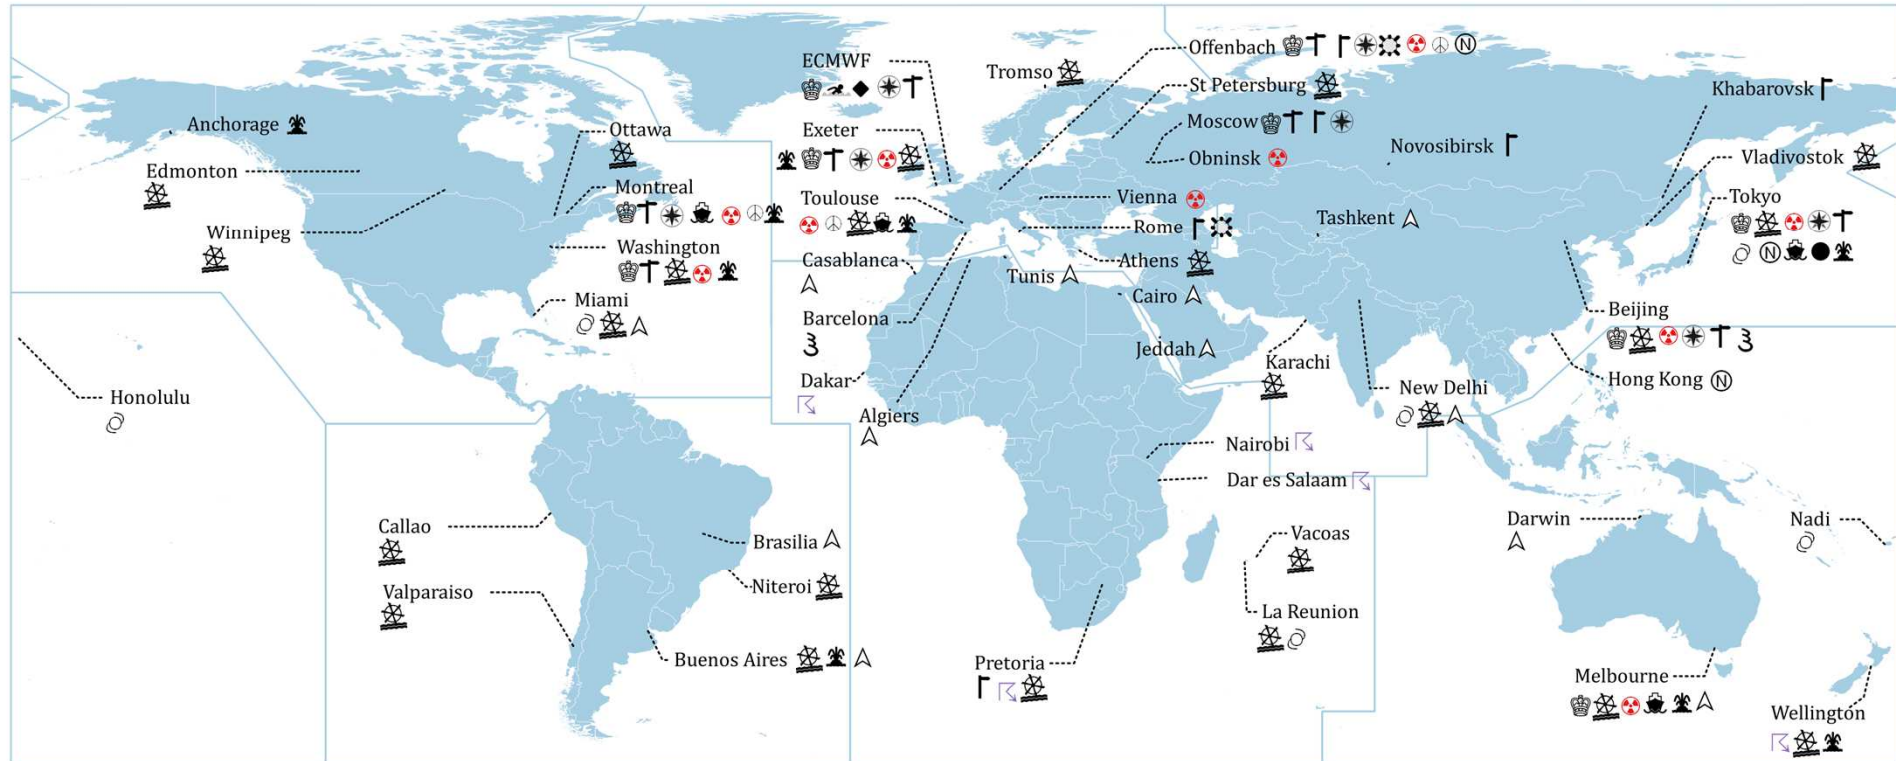 Anchorage
Edmonton
Winnipeg
Ottawa
Montreal
Washington
Miami
Honolulu
Callao
Valparaiso
Brasilia
Niteroi
Buenos Aires
ECMWF
Exeter
Toulouse
Casablanca
Barcelona
Dakar
Algiers
Tromso
Offenbach
N
St Petersburg
Moscow
Obninsk
Vienna
Rome
Athens
Tunis
Cairo
Jeddah
Karachi
Tashkent
Novosibirsk
Khabarovsk
Vladivostok
Tokyo
N
Beijing
Hong Kong N
New Delhi
Nairobi
Dar es Salaam
Vacoas
La Reunion
Pretoria
Darwin
Nadi
Melbourne
Wellington